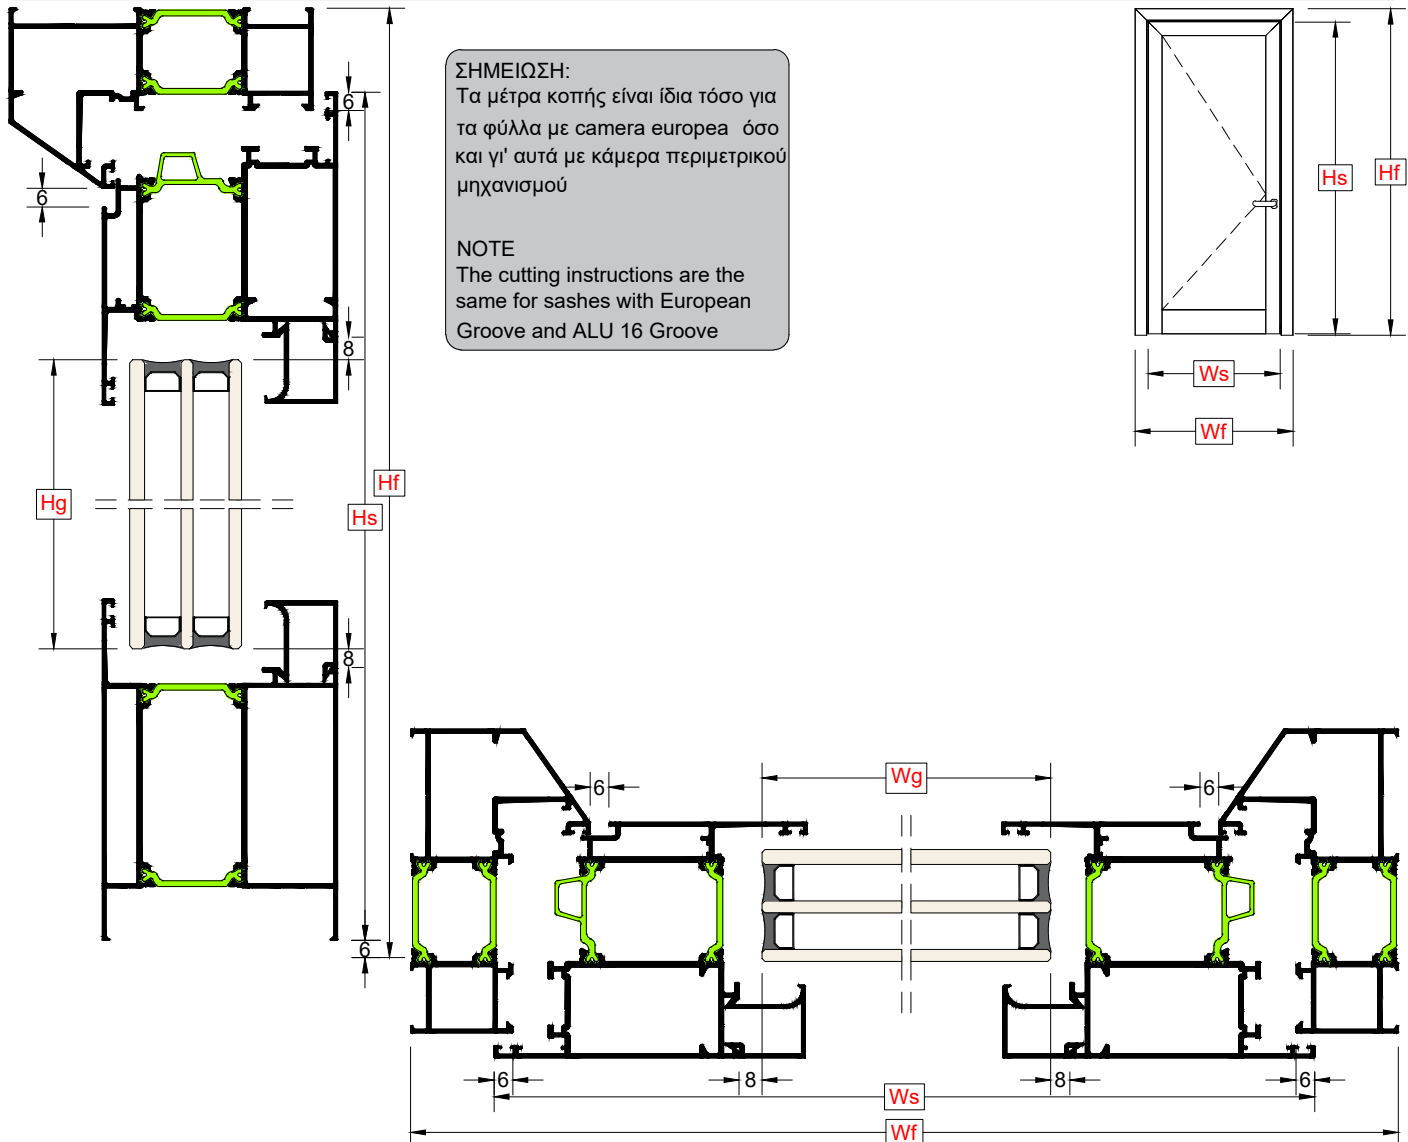 ΣΗΜΕΙΩΣΗ:
Τα μέτρα κοπής είναι ίδια τόσο για
τα φύλλα με camera europea όσο
και γι' αυτά με κάμερα περιμετρικού
μηχανισμού
NOTE
The cutting instructions are the
same for sashes with European
Groove and ALU 16 Groove
6
6
8
Hg
Hf
Hs
8
6
Hs
Hf
Ws
Wf
6
Wg
6
6
8
8
6
Ws
Wf